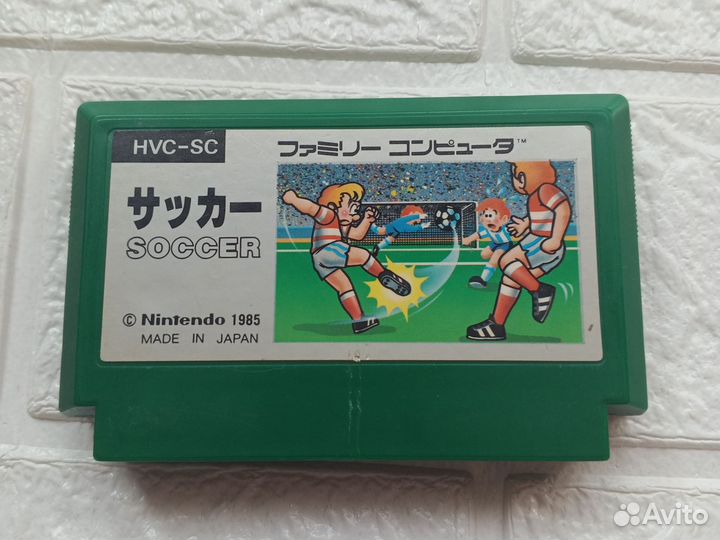 HVC-SC
ファミリー コンピュータ™
サッカー
SOCCER
© Nintendo 1985
MADE IN JAPAN
Avito